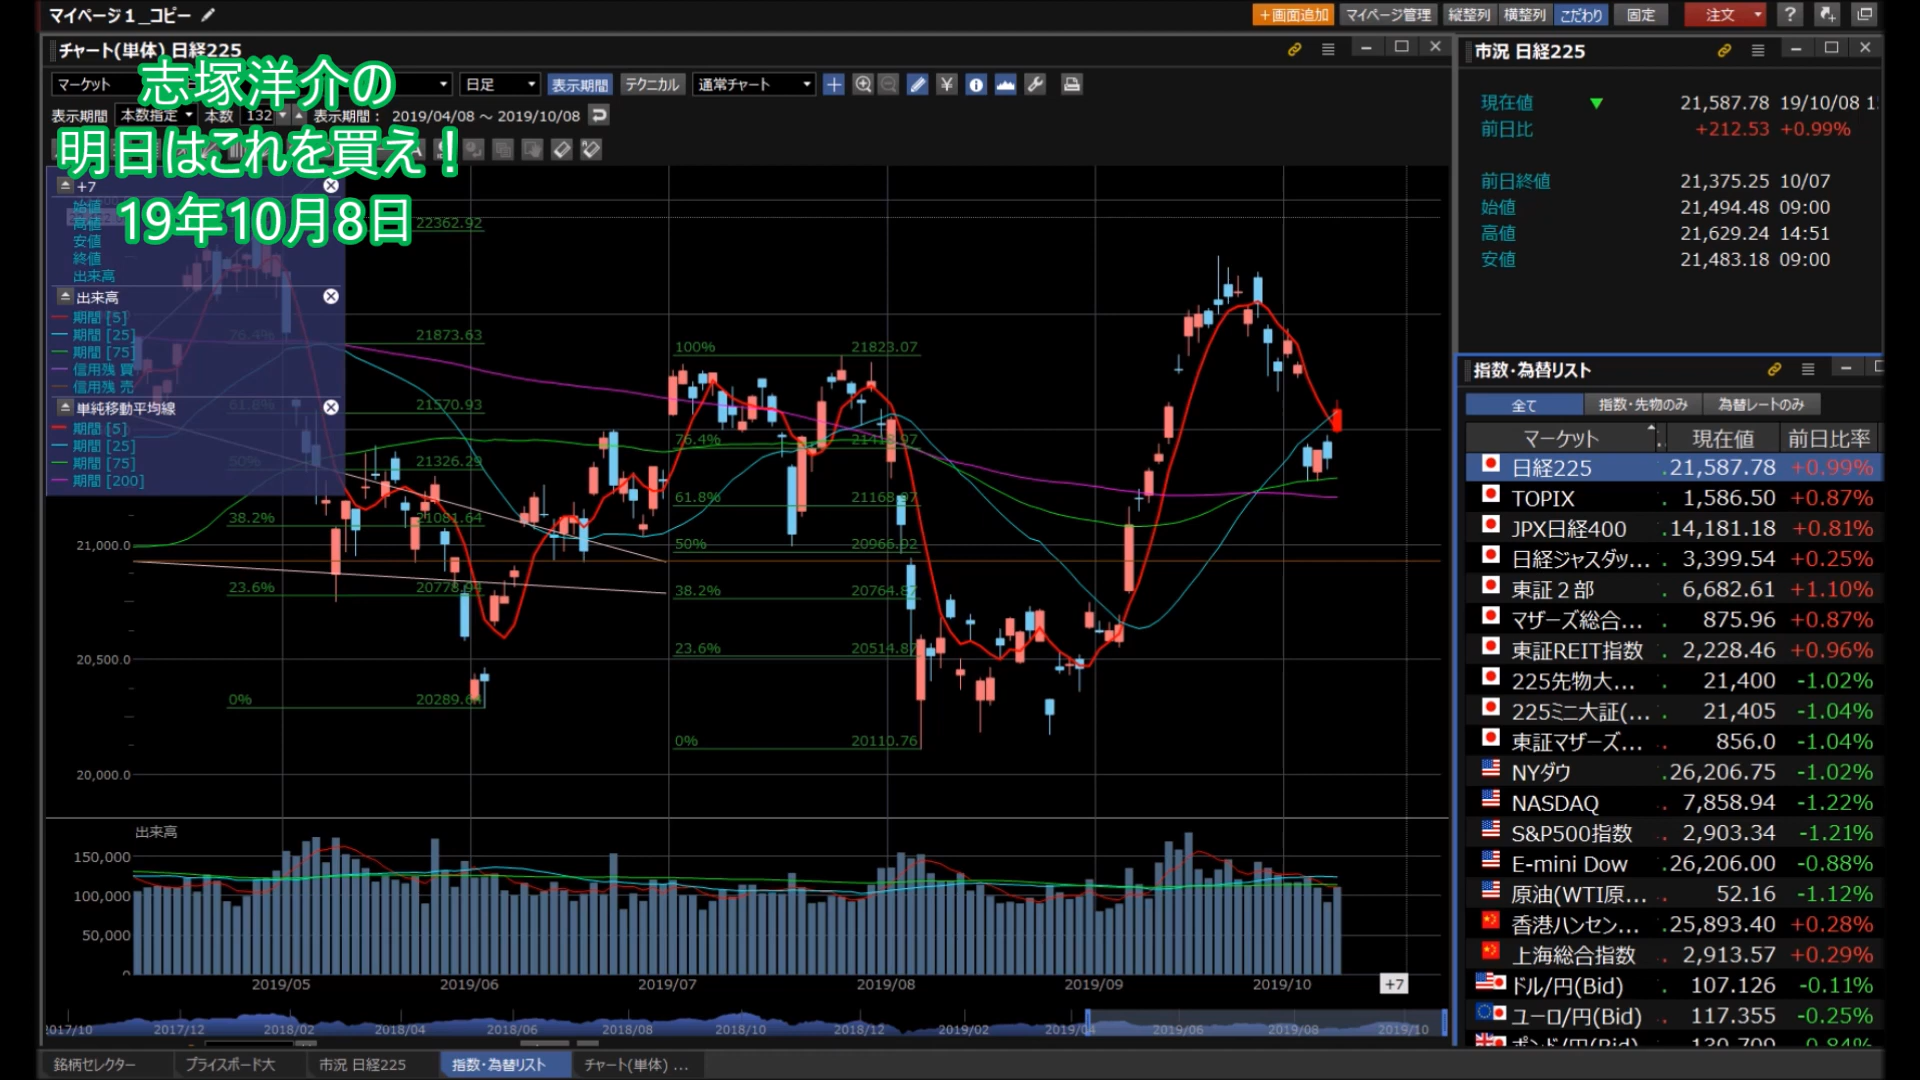 マイページ１_コピー
＋画面追加 マイページ管理 縦整列 横整列 こだわり 固定 注文 ?
チャート(単体) 日経225
マーケット 日足 表示期間 テクニカル 通常チャート ¥
表示期間 本数指定 本数 132 表示期間： 2019/04/08 ～ 2019/10/08
志塚洋介の
明日はこれを買え！
19年10月8日
+7
始値
高値
安値
終値
出来高
出来高
期間 [5]
期間 [25]
期間 [75]
信用残 買
信用残 売
単純移動平均線
期間 [5]
期間 [25]
期間 [75]
期間 [200]
22362.92
76.4% 21873.63
61.8% 21570.93
50% 21326.29
38.2% 21081.64
23.6% 20778.94
0% 20289.64
100% 21823.07
76.4%
61.8% 21168.97
50% 20966.92
38.2% 20764.87
23.6% 20514.87
0% 20110.76
21,000.0
20,500.0
20,000.0
出来高
150,000
100,000
50,000
0
2019/05 2019/06 2019/07 2019/08 2019/09 2019/10 +7
2017/10 2017/12 2018/02 2018/04 2018/06 2018/08 2018/10 2018/12 2019/02 2019/04 2019/06 2019/08 2019/10
銘柄セレクター プライスボード大 市況 日経225 指数・為替リスト チャート(単体) ...
市況 日経225
現在値 ▼ 21,587.78 19/10/08
前日比 +212.53 +0.99%
前日終値 21,375.25 10/07
始値 21,494.48 09:00
高値 21,629.24 14:51
安値 21,483.18 09:00
指数・為替リスト
全て 指数・先物のみ 為替レートのみ
マーケット 現在値 前日比率
日経225 21,587.78 +0.99%
TOPIX 1,586.50 +0.87%
JPX日経400 14,181.18 +0.81%
日経ジャスダッ... 3,399.54 +0.25%
東証２部 6,682.61 +1.10%
マザーズ総合... 875.96 +0.87%
東証REIT指数 2,228.46 +0.96%
225先物大... 21,400 -1.02%
225ミニ大証(... 21,405 -1.04%
東証マザーズ... 856.0 -1.04%
NYダウ 26,206.75 -1.02%
NASDAQ 7,858.94 -1.22%
S&P500指数 2,903.34 -1.21%
E-mini Dow 26,206.00 -0.88%
原油(WTI原... 52.16 -1.12%
香港ハンセン... 25,893.40 +0.28%
上海総合指数 2,913.57 +0.29%
ドル/円(Bid) 107.126 -0.11%
ユーロ/円(Bid) 117.355 -0.25%
ポンド/円(Bid) 130.709 -0.84%